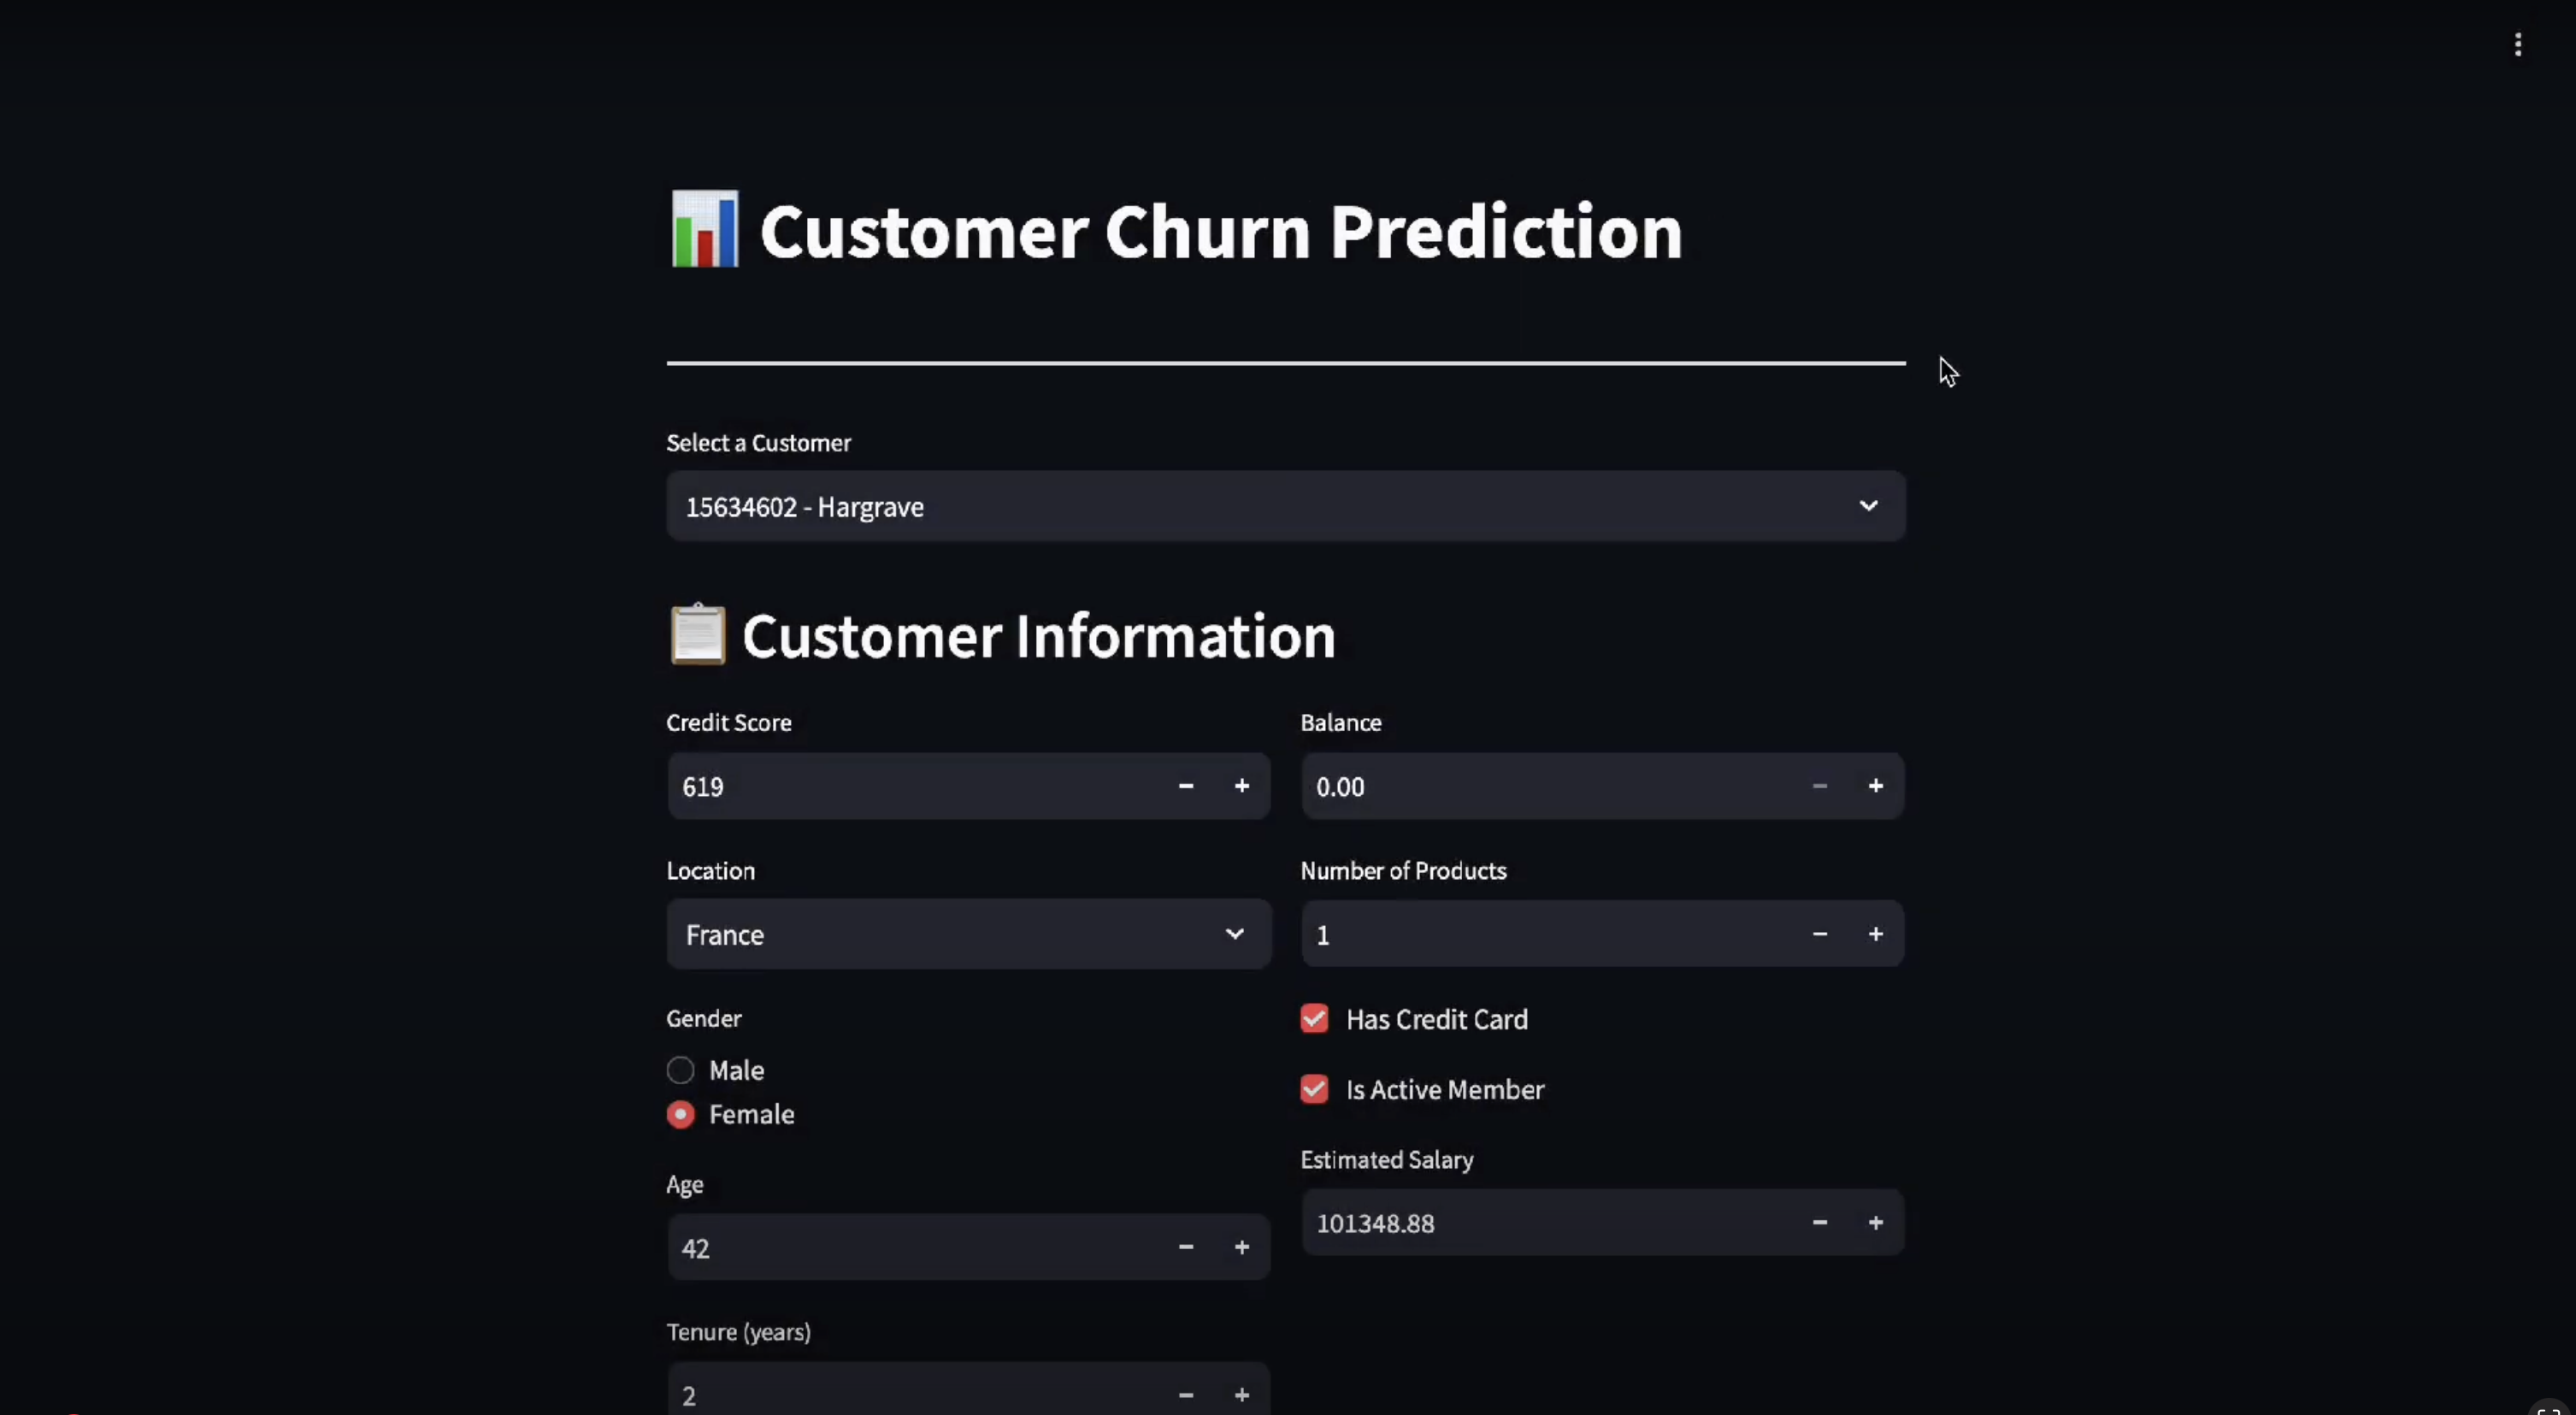 Customer Churn Prediction
Select a Customer
15634602 - Hargrave
Customer Information
Credit Score
619
Location
France
Gender
Male
Female
Age
42
Tenure (years)
2
Balance
0.00
Number of Products
1
Has Credit Card
Is Active Member
Estimated Salary
101348.88